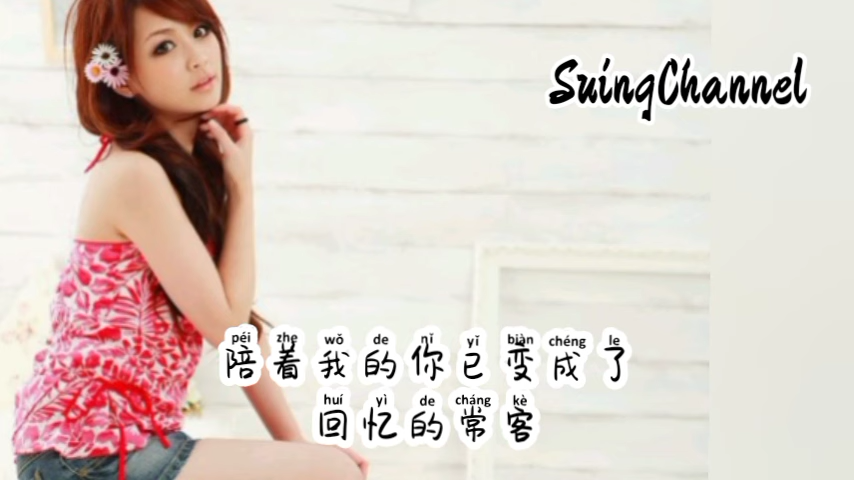 SuingChannel
péi zhe wǒ de nǐ yǐ biàn chéng le
陪着我的你已变成了
huí yì de cháng kè
回忆的常客